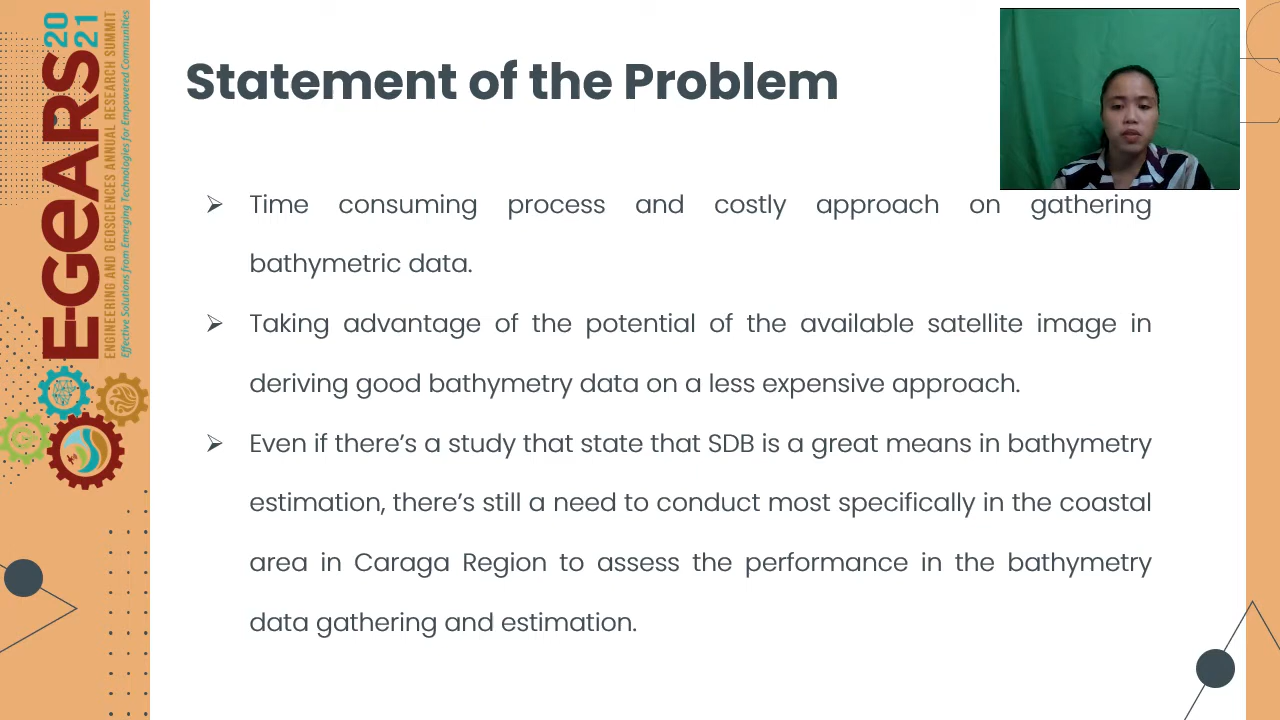 E-GeARS
2021
ENGINEERING AND GEOSCIENCES ANNUAL RESEARCH SUMMIT
Effective Solutions from Emerging Technologies for Empowered Communities
Statement of the Problem
Time consuming process and costly approach on gathering
bathymetric data.
Taking advantage of the potential of the available satellite image in
deriving good bathymetry data on a less expensive approach.
Even if there’s a study that state that SDB is a great means in bathymetry
estimation, there’s still a need to conduct most specifically in the coastal
area in Caraga Region to assess the performance in the bathymetry
data gathering and estimation.